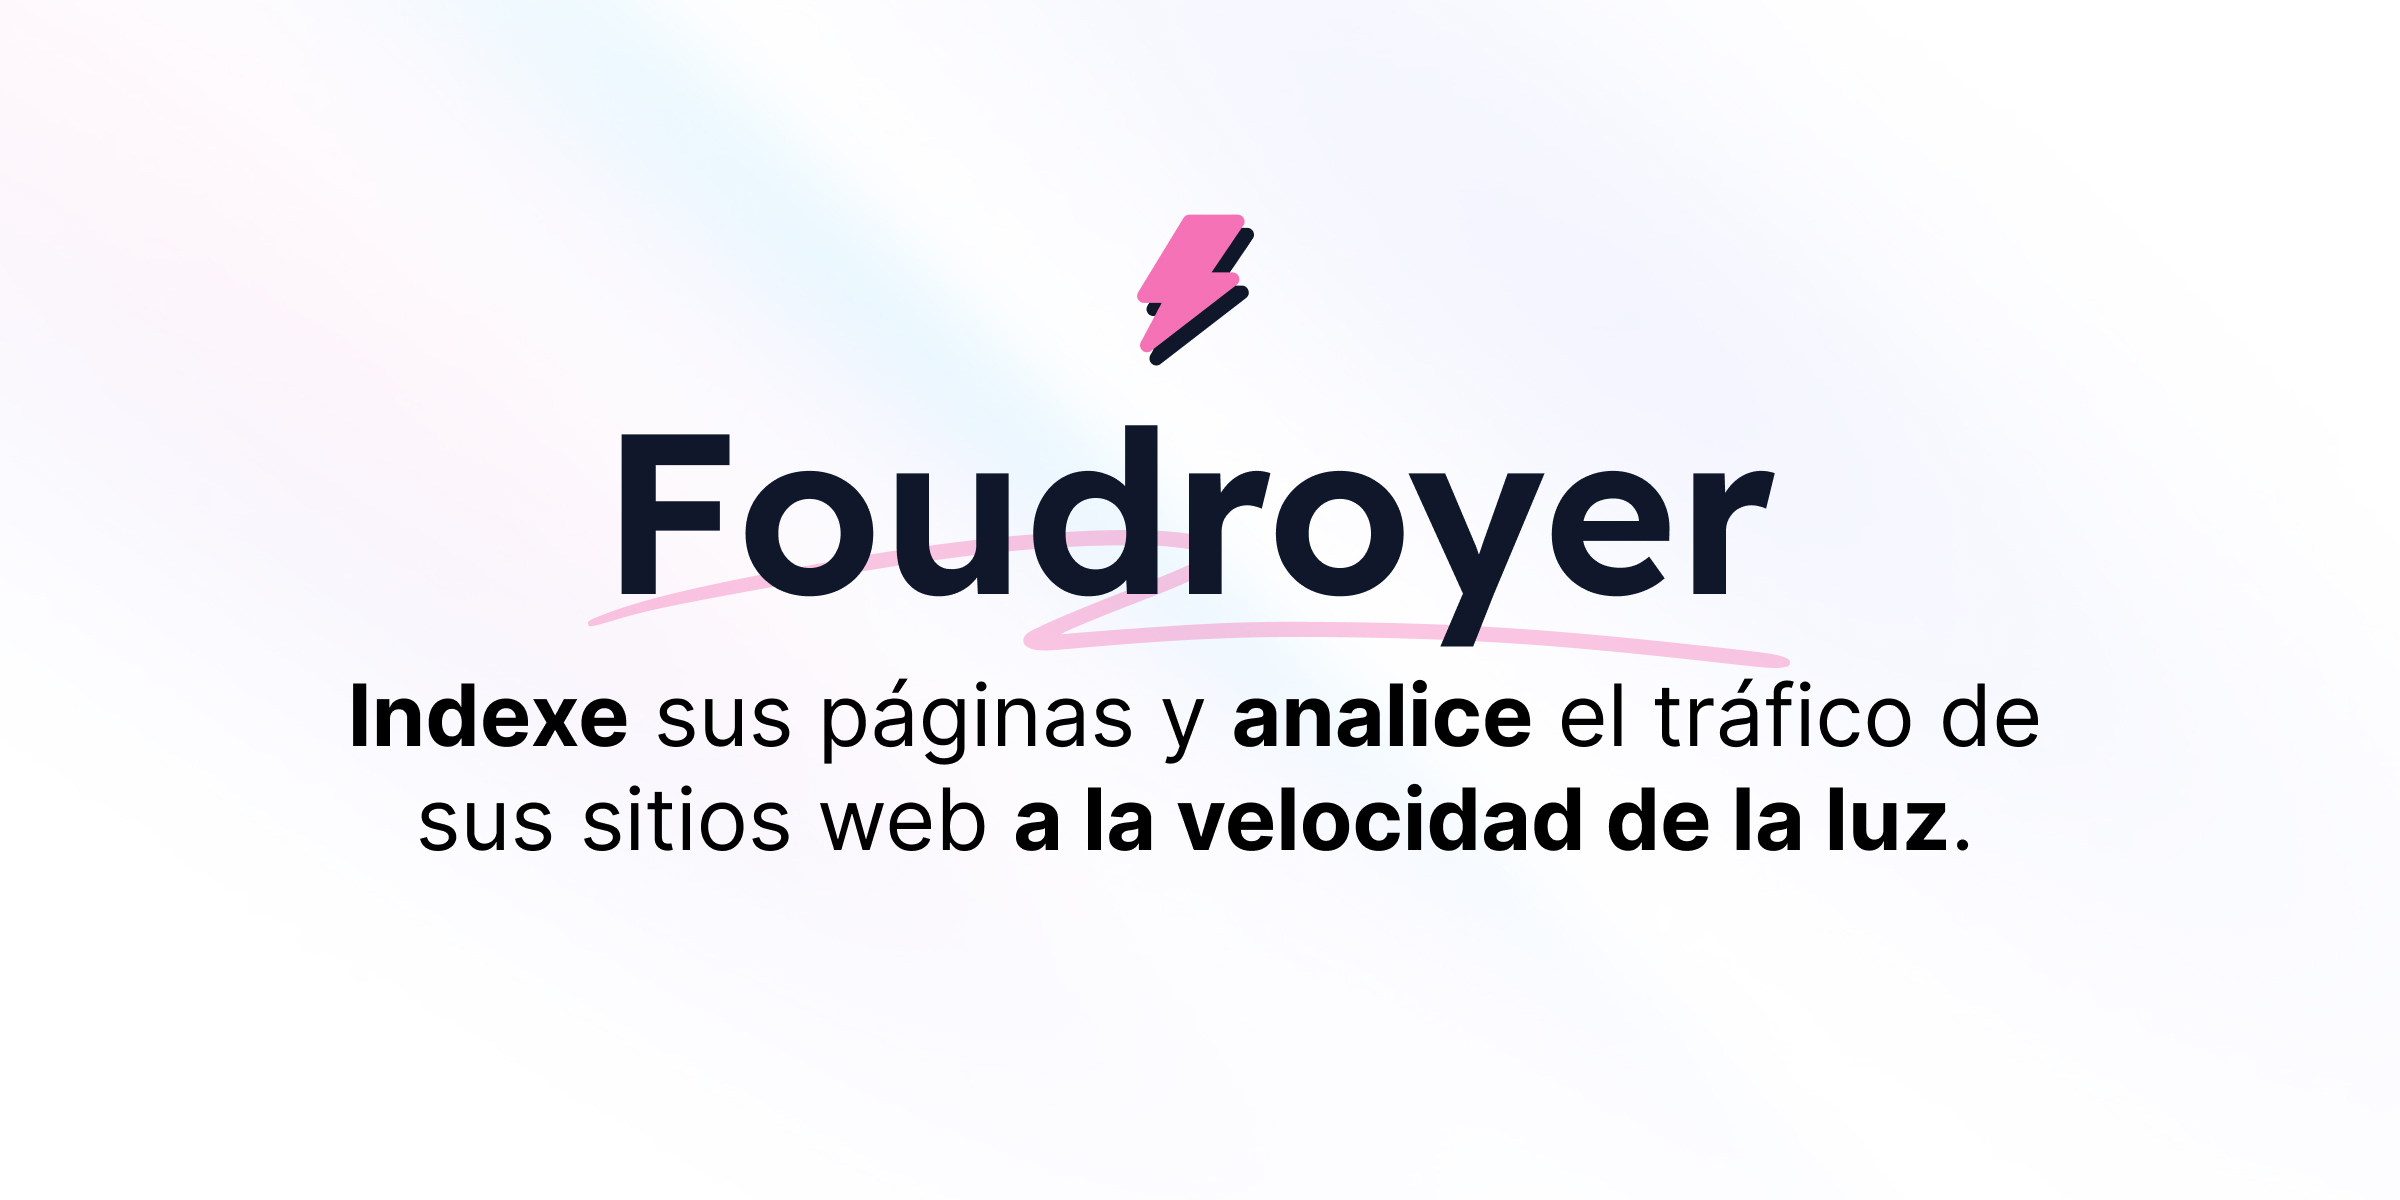 Foudroyer
Indexe sus páginas y analice el tráfico de
sus sitios web a la velocidad de la luz.